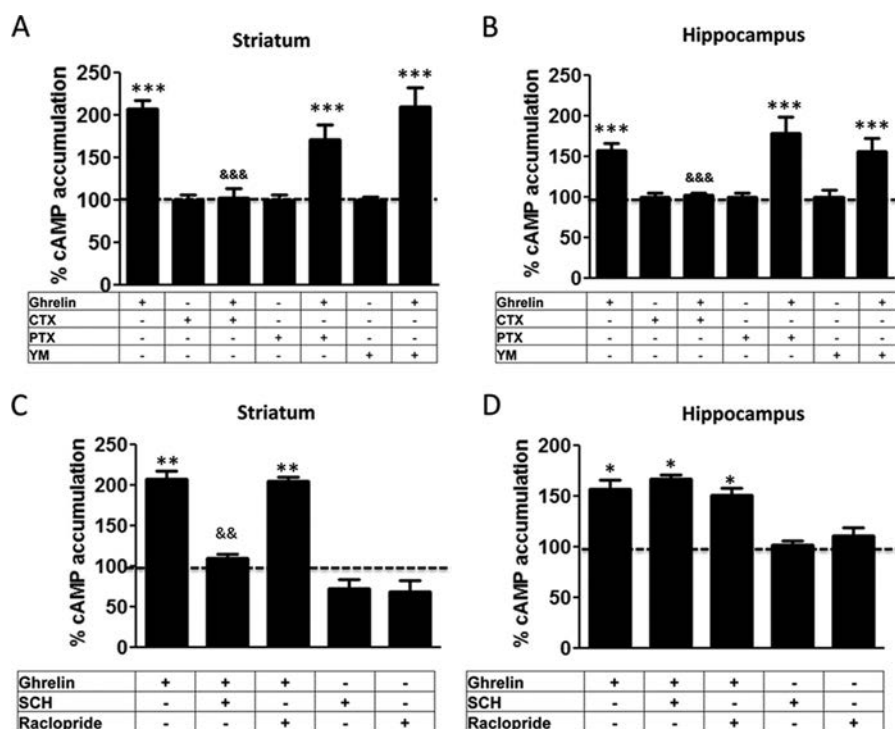 A
Striatum
% cAMP accumulation
250
200
150
100
50
0
***
&&&
***
***
Ghrelin + - + - + - +
CTX - + + - - - -
PTX - - - + + - -
YM - - - - - + +
B
Hippocampus
% cAMP accumulation
250
200
150
100
50
0
***
&&&
***
***
Ghrelin + - + - + - +
CTX - + + - - - -
PTX - - - + + - -
YM - - - - - + +
C
Striatum
% cAMP accumulation
250
200
150
100
50
0
**
&&
**
Ghrelin + + + - -
SCH - + - + -
Raclopride - - + - +
D
Hippocampus
% cAMP accumulation
200
150
100
50
0
*
*
*
Ghrelin + + + - -
SCH - + - + -
Raclopride - - + - +